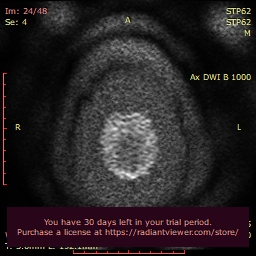 Im: 24/48
Se: 4
STP62
STP62
M
A
Ax DWI B 1000
R
L
You have 30 days left in your trial period.
Purchase a license at https://radiantviewer.com/store/